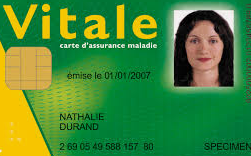 Vitale
carte d'assurance maladie
émise le 01/01/2007
NATHALIE
DURAND
2 69 05 49 588 157 80
SPECIMEN